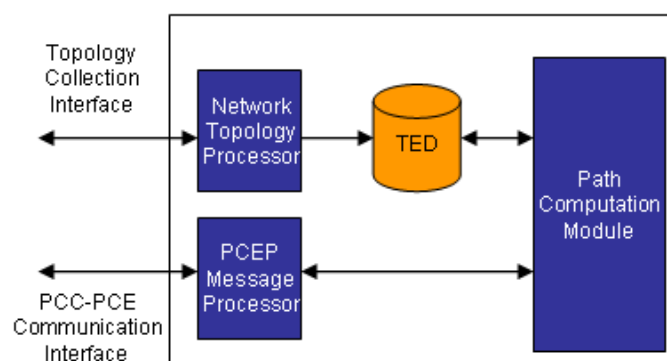 Topology
Collection
Interface
Network
Topology
Processor
TED
Path
Computation
Module
PCEP
Message
Processor
PCC-PCE
Communication
Interface